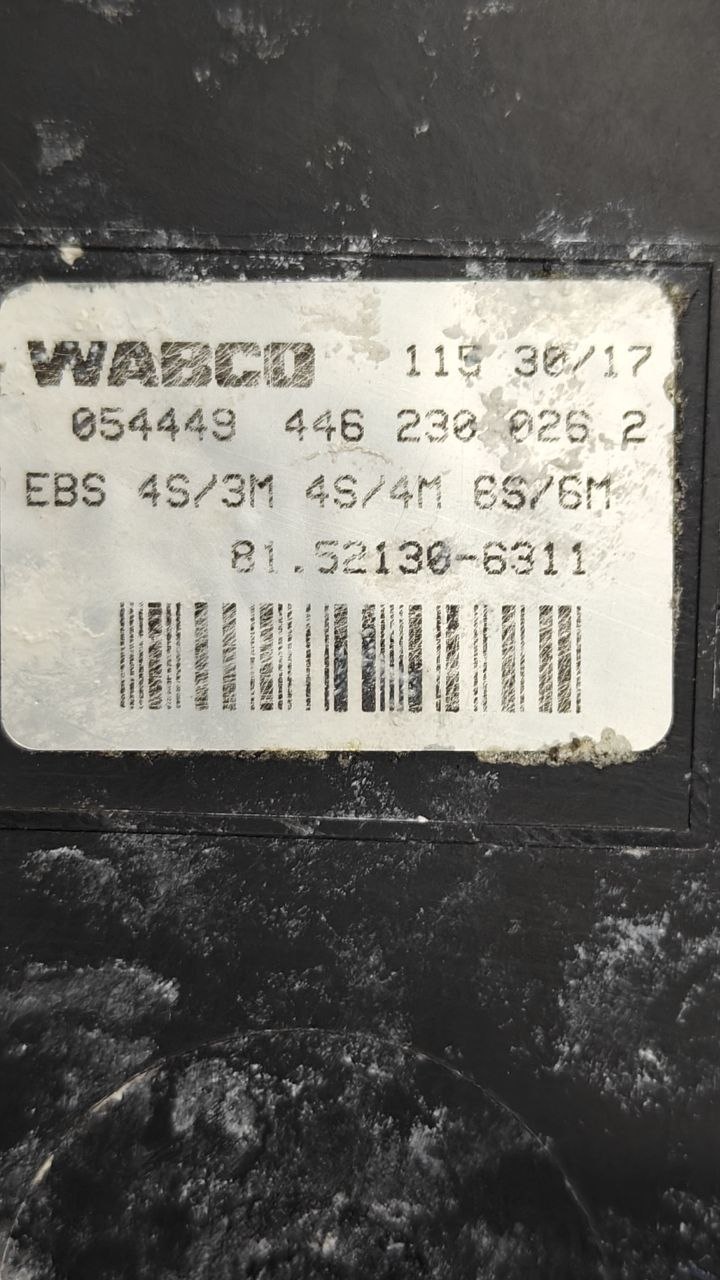 WABCO 115 30/17
054449 446 230 026 2
EBS 4S/3M 4S/4M 6S/6M
81.52130-6311